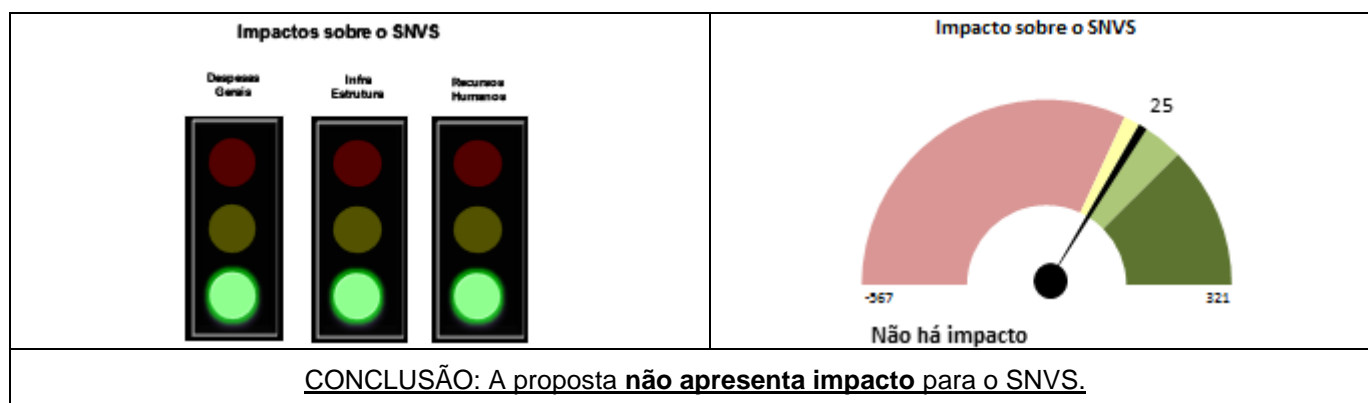 Impactos sobre o SNVS
Despesas
Gerais
Infra
Estrutura
Recursos
Humanos
Impacto sobre o SNVS
25
-567
321
Não há impacto
CONCLUSÃO: A proposta não apresenta impacto para o SNVS.